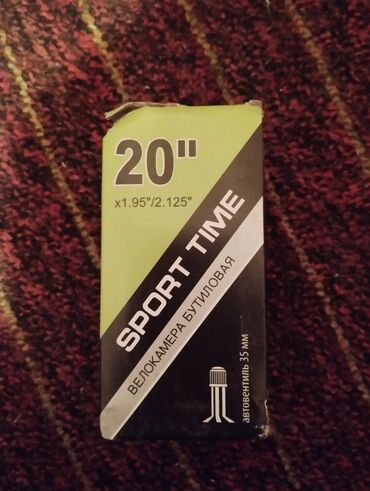 20"
x1.95"/2.125"
SPORT TIME
ВЕЛОКАМЕРА БУТИЛОВАЯ
автовентиль 35 мм